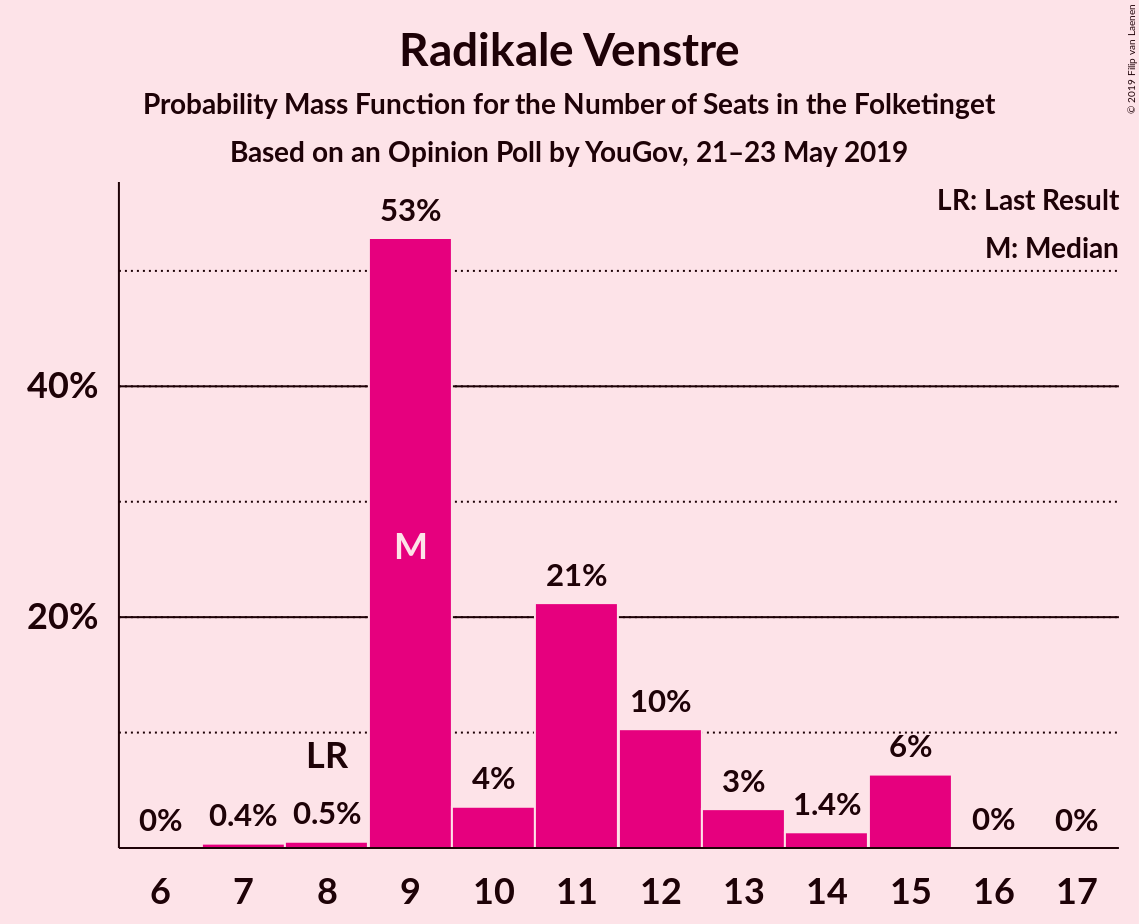 Radikale Venstre
Probability Mass Function for the Number of Seats in the Folketinget
Based on an Opinion Poll by YouGov, 21–23 May 2019
© 2019 Filip van Laenen
LR: Last Result
M: Median
53%
40%
M
21%
20%
10%
LR
6%
4%
3%
1.4%
0%
0.4%
0.5%
0%
0%
6 7 8 9 10 11 12 13 14 15 16 17